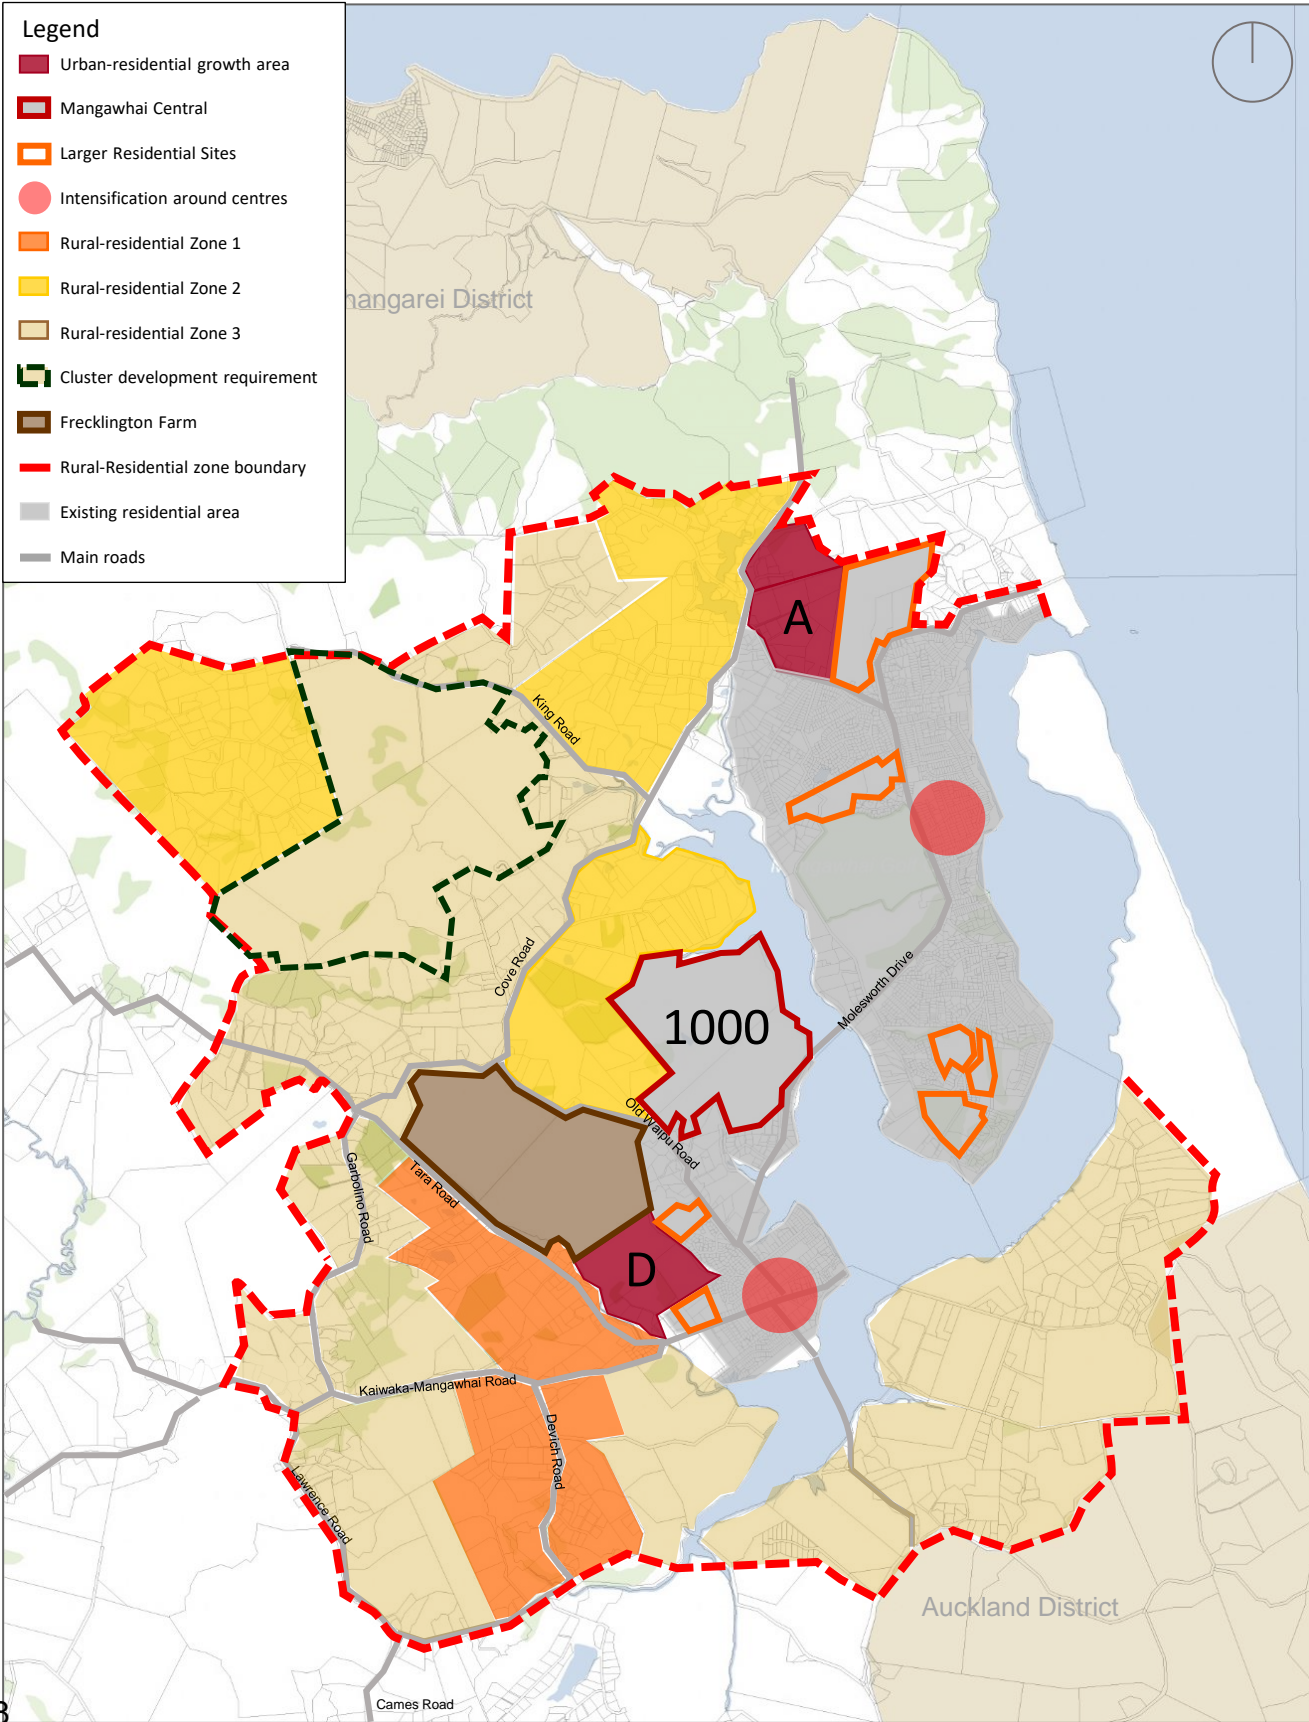 Legend
Urban-residential growth area
Mangawhai Central
Larger Residential Sites
Intensification around centres
Rural-residential Zone 1
Rural-residential Zone 2
Rural-residential Zone 3
Cluster development requirement
Frecklington Farm
Rural-Residential zone boundary
Existing residential area
Main roads
hangarei District
A
King Road
Cove Road
Molesworth Drive
1000
Old Waipu Road
Tara Road
Garbolino Road
D
Kaiwaka-Mangawhai Road
Devich Road
Lawrence Road
Auckland District
Cames Road
3